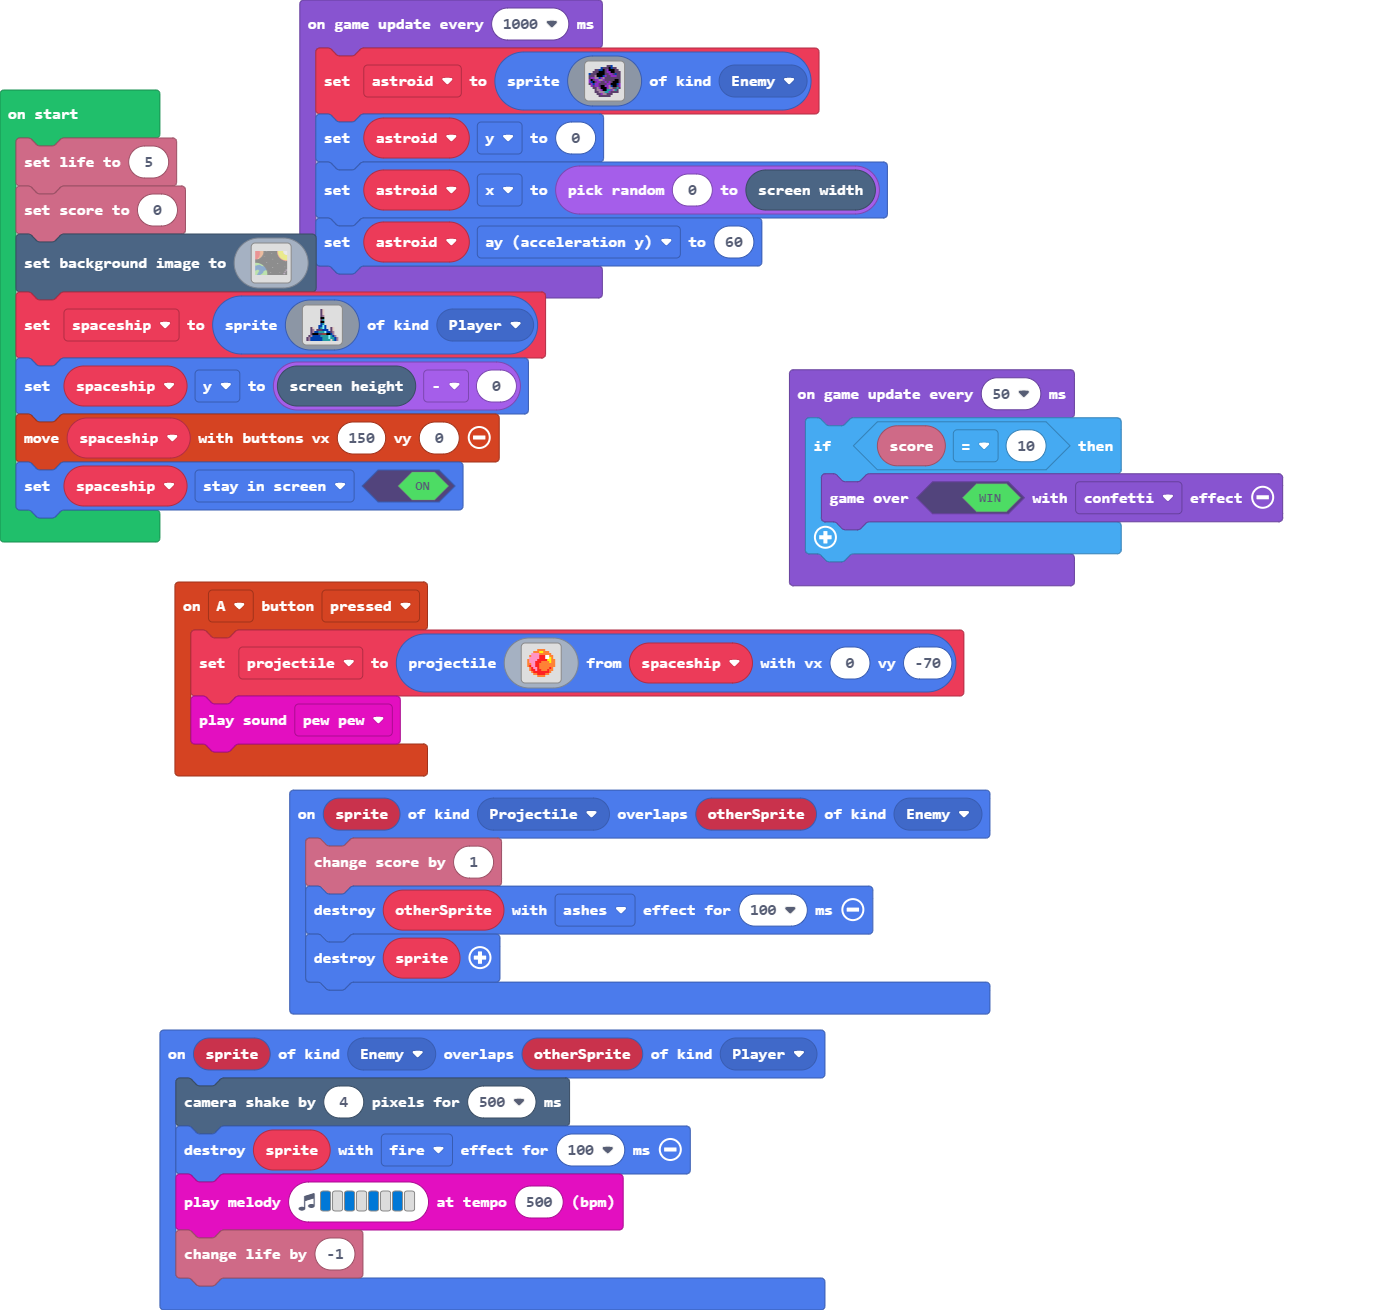 on game update every 1000 ms
set astroid to sprite of kind Enemy
set astroid y to 0
set astroid x to pick random 0 to screen width
set astroid ay (acceleration y) to 60
on start
set life to 5
set score to 0
set background image to
set spaceship to sprite of kind Player
set spaceship y to screen height - 0
move spaceship with buttons vx 150 vy 0
set spaceship stay in screen ON
on game update every 50 ms
if score = 10 then
game over WIN with confetti effect
on A button pressed
set projectile to projectile from spaceship with vx 0 vy -70
play sound pew pew
on sprite of kind Projectile overlaps otherSprite of kind Enemy
change score by 1
destroy otherSprite with ashes effect for 100 ms
destroy sprite
on sprite of kind Enemy overlaps otherSprite of kind Player
camera shake by 4 pixels for 500 ms
destroy sprite with fire effect for 100 ms
play melody at tempo 500 (bpm)
change life by -1